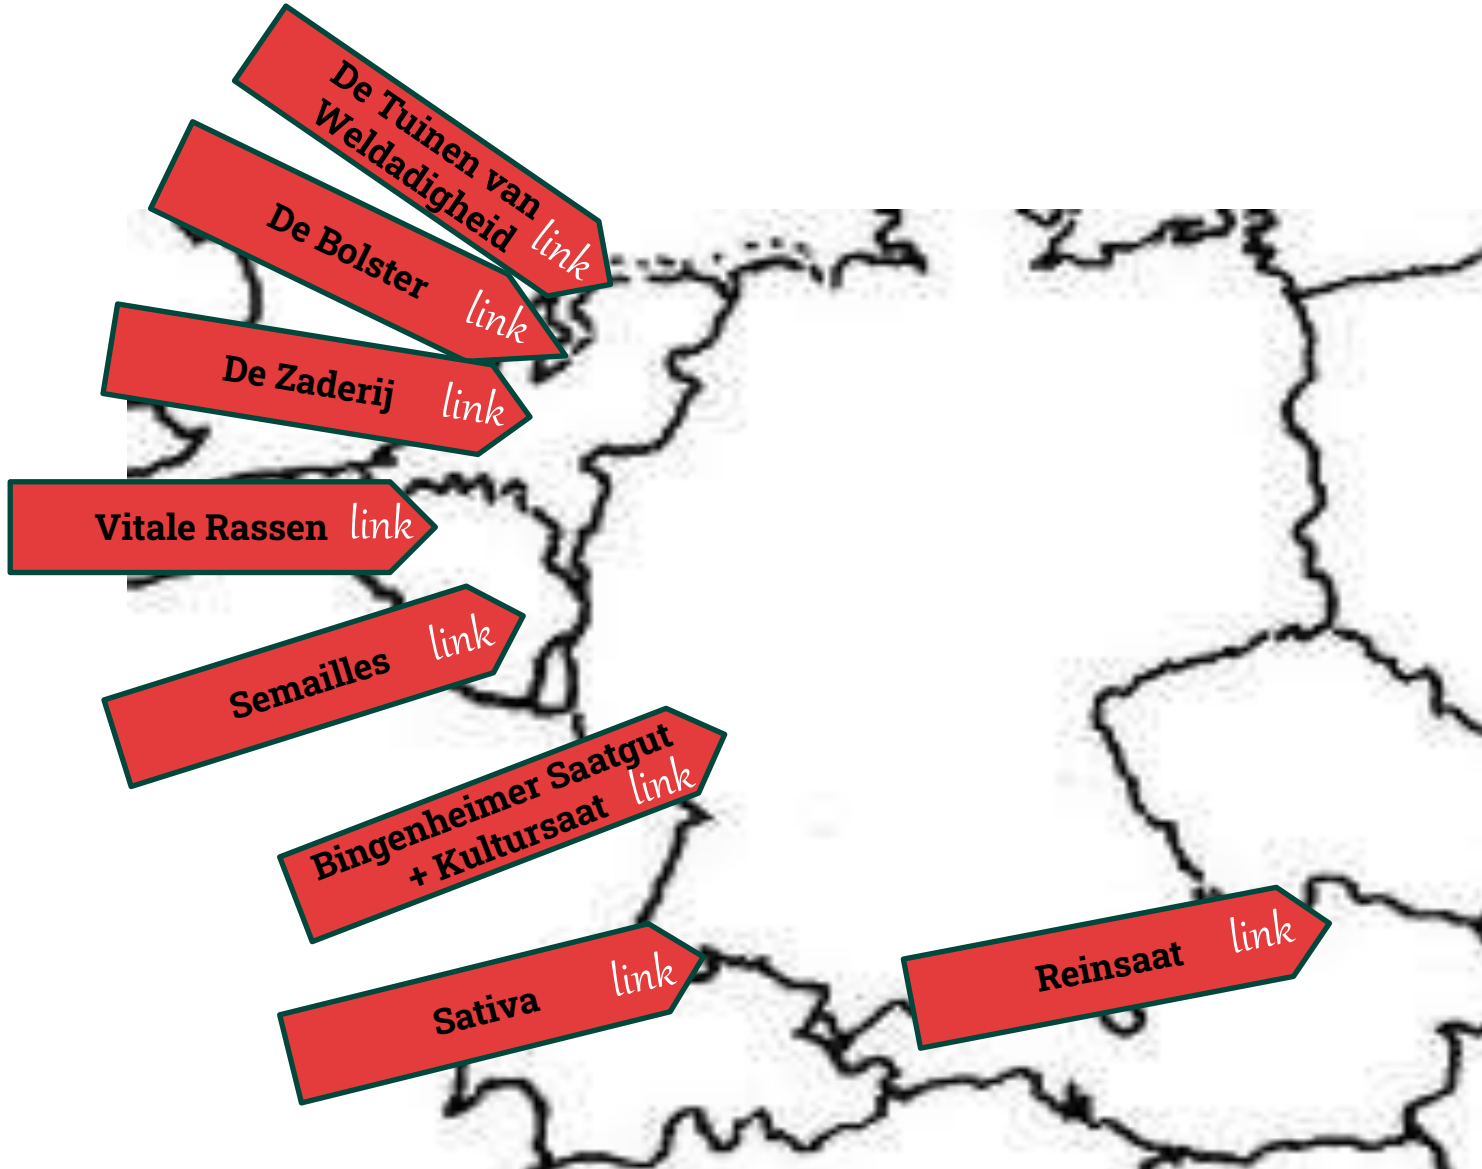 De Tuinen van
Weldadigheid
link
De Bolster
link
De Zaderij
link
Vitale Rassen link
Semailles
link
Bingenheimer Saatgut
+ Kultursaat
link
Sativa
link
Reinsaat
link